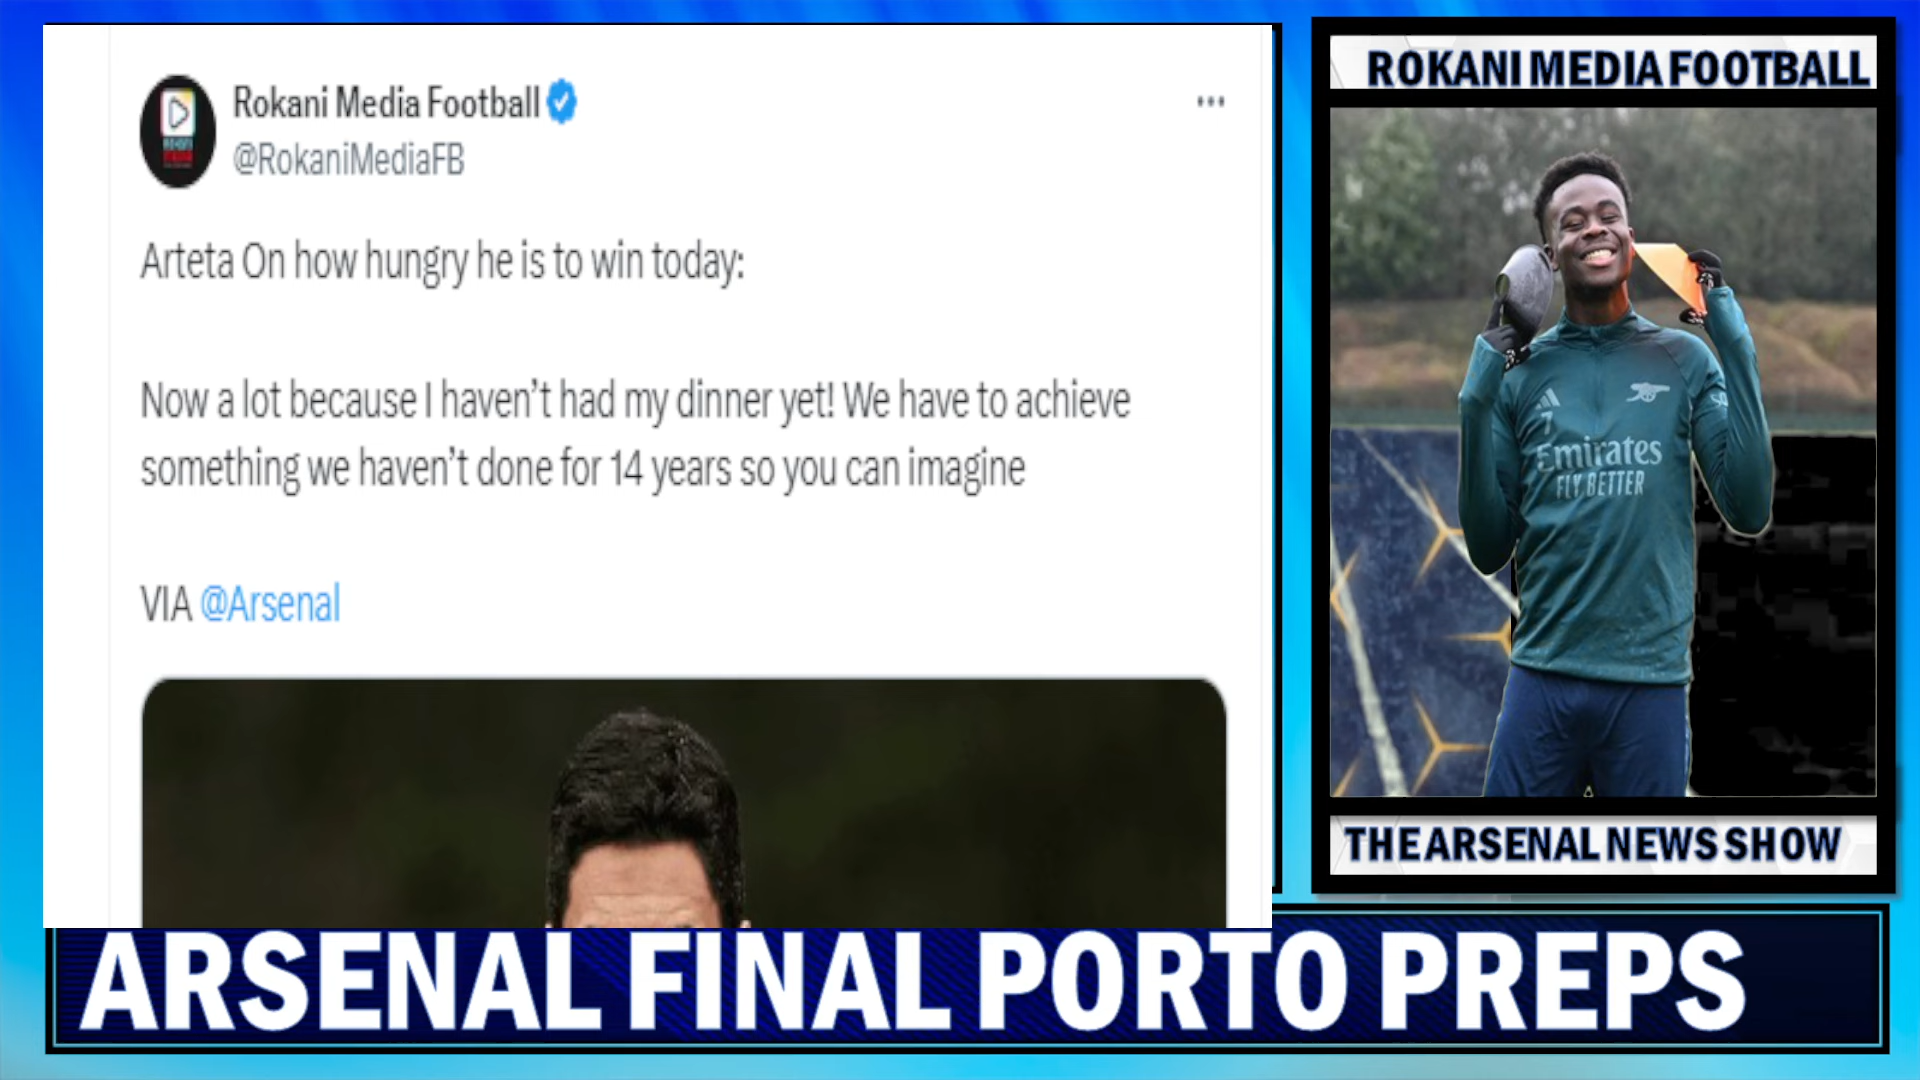 Rokani Media Football
@RokaniMediaFB
Arteta On how hungry he is to win today:
Now a lot because I haven't had my dinner yet! We have to achieve
something we haven't done for 14 years so you can imagine
VIA @Arsenal
ROKANI MEDIA FOOTBALL
7
Emirates
FLY BETTER
THE ARSENAL NEWS SHOW
ARSENAL FINAL PORTO PREPS